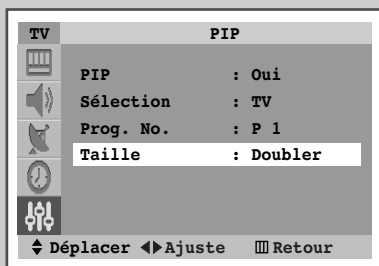 TV PIP
PIP : Oui
Sélection : TV
Prog. No. : P 1
Taille : Doubler
Déplacer Ajuste Retour